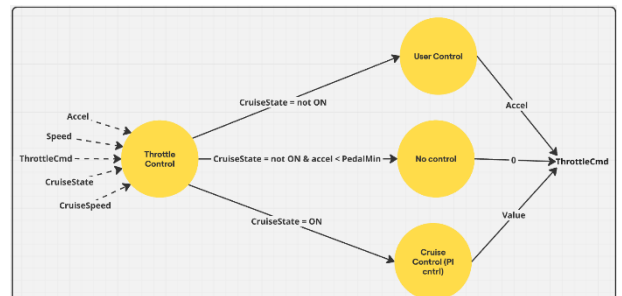 User Control
CruiseState = not ON
Accel
Accel
Speed
ThrottleCmd
CruiseState
CruiseSpeed
Throttle
Control
CruiseState = not ON & accel < PedalMin
No control
0
ThrottleCmd
CruiseState = ON
Value
Cruise
Control (PI
cntrl)